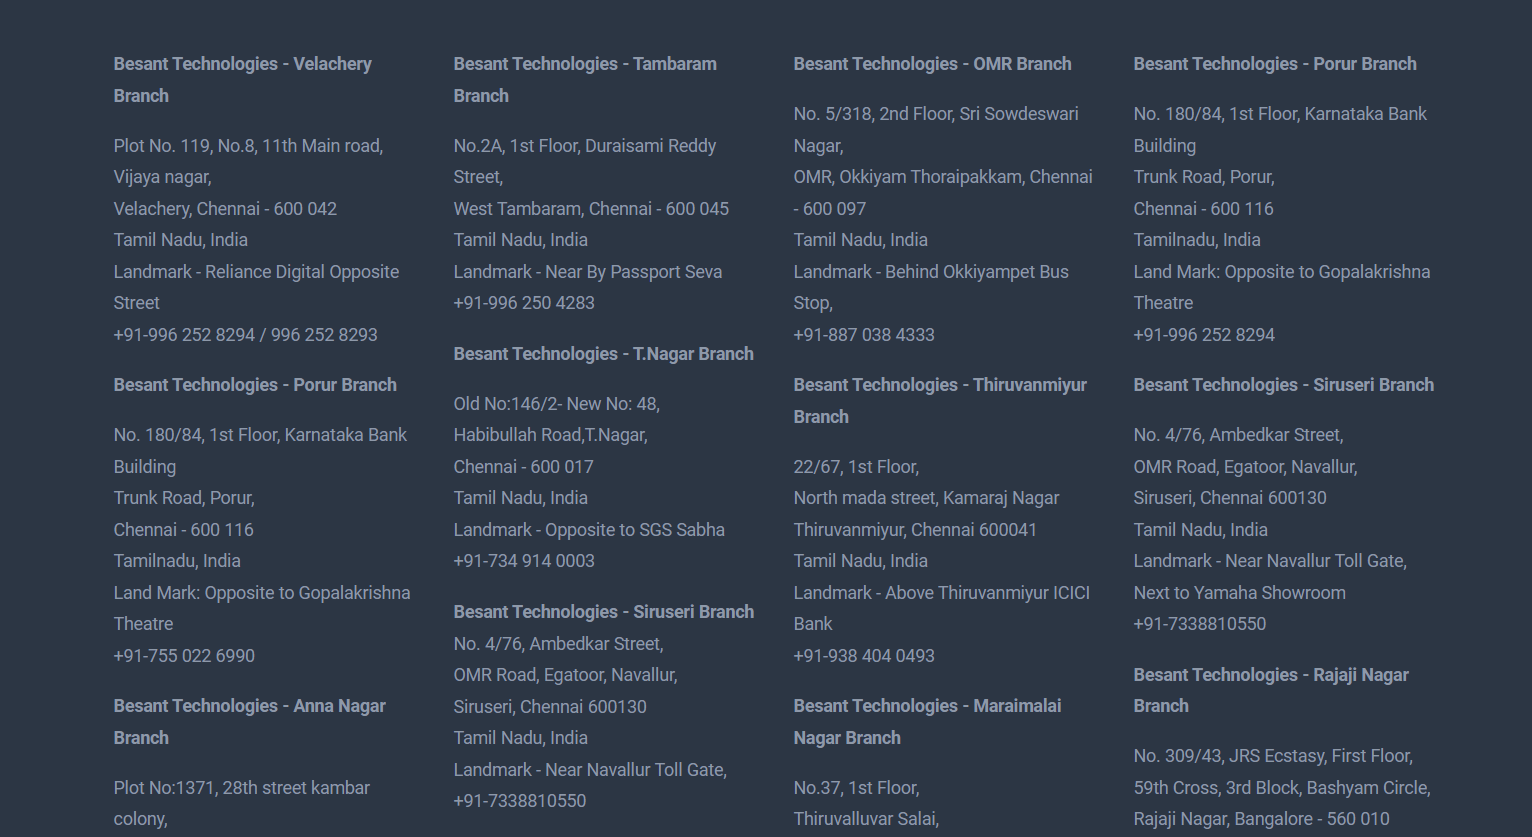 Besant Technologies - Velachery
Branch
Plot No. 119, No.8, 11th Main road,
Vijaya nagar,
Velachery, Chennai - 600 042
Tamil Nadu, India
Landmark - Reliance Digital Opposite
Street
+91-996 252 8294 / 996 252 8293
Besant Technologies - Porur Branch
No. 180/84, 1st Floor, Karnataka Bank
Building
Trunk Road, Porur,
Chennai - 600 116
Tamilnadu, India
Land Mark: Opposite to Gopalakrishna
Theatre
+91-755 022 6990
Besant Technologies - Anna Nagar
Branch
Plot No:1371, 28th street kambar
colony,
Besant Technologies - Tambaram
Branch
No.2A, 1st Floor, Duraisami Reddy
Street,
West Tambaram, Chennai - 600 045
Tamil Nadu, India
Landmark - Near By Passport Seva
+91-996 250 4283
Besant Technologies - T.Nagar Branch
Old No:146/2- New No: 48,
Habibullah Road,T.Nagar,
Chennai - 600 017
Tamil Nadu, India
Landmark - Opposite to SGS Sabha
+91-734 914 0003
Besant Technologies - Siruseri Branch
No. 4/76, Ambedkar Street,
OMR Road, Egatoor, Navallur,
Siruseri, Chennai 600130
Tamil Nadu, India
Landmark - Near Navallur Toll Gate,
+91-7338810550
Besant Technologies - OMR Branch
No. 5/318, 2nd Floor, Sri Sowdeswari
Nagar,
OMR, Okkiyam Thoraipakkam, Chennai
- 600 097
Tamil Nadu, India
Landmark - Behind Okkiyampet Bus
Stop,
+91-887 038 4333
Besant Technologies - Thiruvanmiyur
Branch
22/67, 1st Floor,
North mada street, Kamaraj Nagar
Thiruvanmiyur, Chennai 600041
Tamil Nadu, India
Landmark - Above Thiruvanmiyur ICICI
Bank
+91-938 404 0493
Besant Technologies - Maraimalai
Nagar Branch
No.37, 1st Floor,
Thiruvalluvar Salai,
Besant Technologies - Porur Branch
No. 180/84, 1st Floor, Karnataka Bank
Building
Trunk Road, Porur,
Chennai - 600 116
Tamilnadu, India
Land Mark: Opposite to Gopalakrishna
Theatre
+91-996 252 8294
Besant Technologies - Siruseri Branch
No. 4/76, Ambedkar Street,
OMR Road, Egatoor, Navallur,
Siruseri, Chennai 600130
Tamil Nadu, India
Landmark - Near Navallur Toll Gate,
Next to Yamaha Showroom
+91-7338810550
Besant Technologies - Rajaji Nagar
Branch
No. 309/43, JRS Ecstasy, First Floor,
59th Cross, 3rd Block, Bashyam Circle,
Rajaji Nagar, Bangalore - 560 010